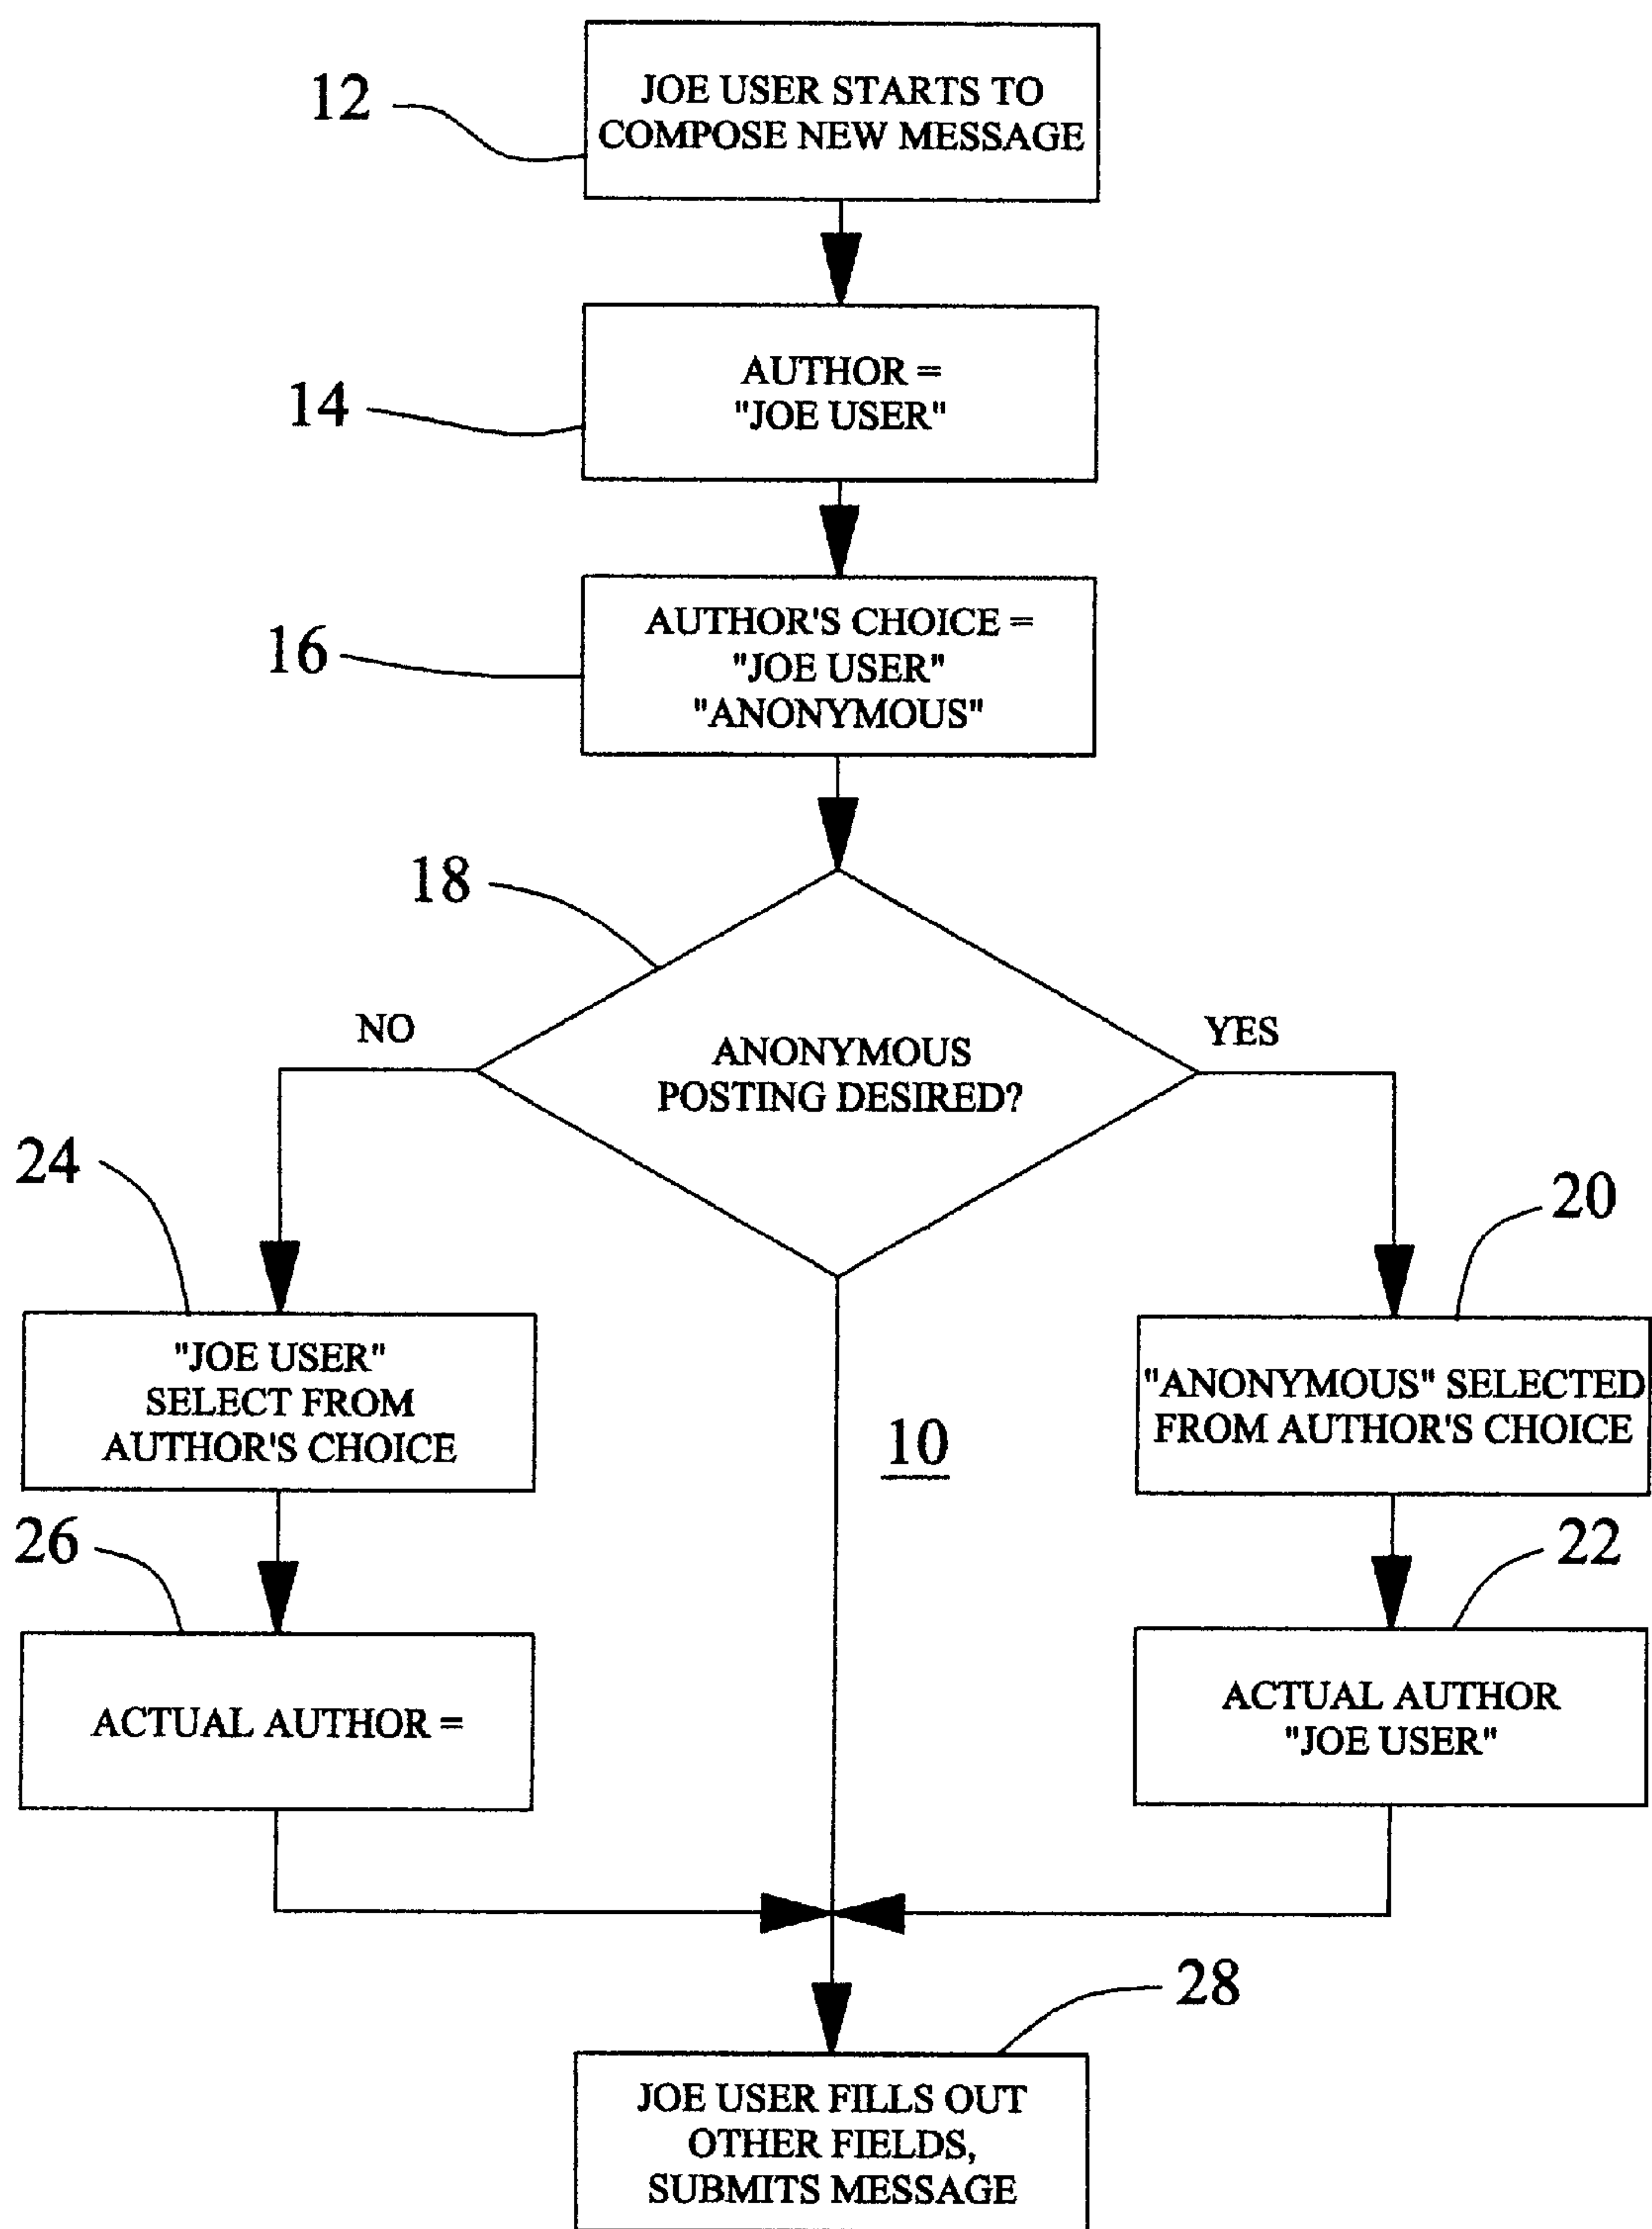 12
JOE USER STARTS TO
COMPOSE NEW MESSAGE
14
AUTHOR =
"JOE USER"
16
AUTHOR'S CHOICE =
"JOE USER"
"ANONYMOUS"
18
NO
ANONYMOUS
POSTING DESIRED?
YES
24
"JOE USER"
SELECT FROM
AUTHOR'S CHOICE
20
"ANONYMOUS" SELECTED
FROM AUTHOR'S CHOICE
10
26
ACTUAL AUTHOR =
22
ACTUAL AUTHOR
"JOE USER"
28
JOE USER FILLS OUT
OTHER FIELDS,
SUBMITS MESSAGE